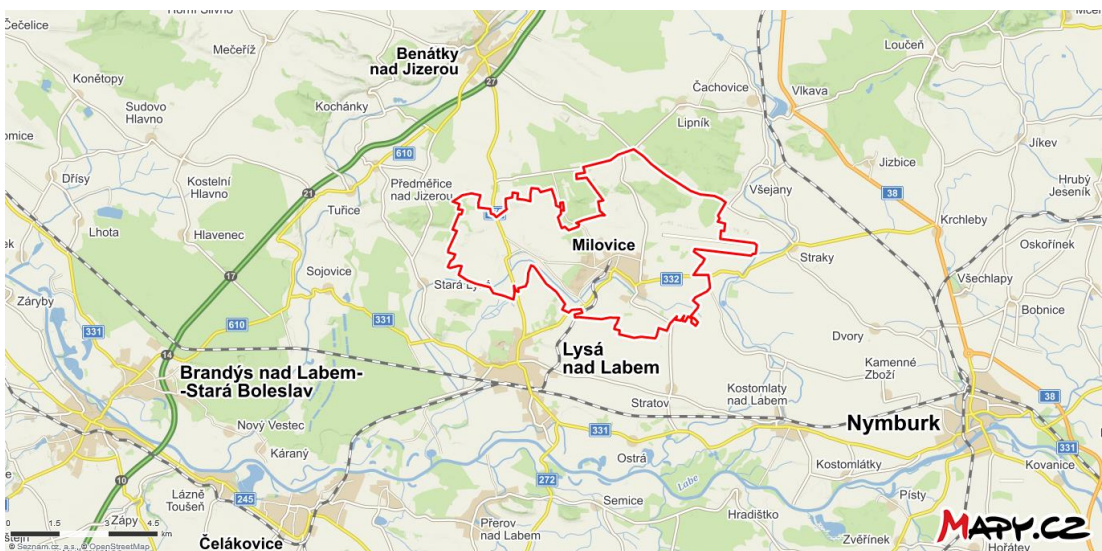 Čečelice
Horní Slivno
Mečeříž
Benátky
nad Jizerou
Loučeň
Konětopy
27
Sudovo
Hlavno
Kochánky
Čachovice
Vlkava
Lipník
610
Jíkev
Dřísy
Kostelní
Hlavno
21
Předměřice
nad Jizerou
Všejany
Jizbice
38
Hrubý
Jeseník
Tuřice
Lhota
Hlavenec
Krchleby
Milovice
Straky
Oskořínek
17
Sojovice
Stará Lysá
332
Všechlapy
Záryby
Bobnice
331
610
331
14
Dvory
Lysá
nad Labem
Kamenné
Zboží
Brandýs nad Labem-
-Stará Boleslav
Stratov
Kostomlaty
nad Labem
38
Nový Vestec
Nymburk
331
331
Káraný
Ostrá
Kostomlátky
Kovanice
10
272
Labe
Lázně
Toušeň
245
Semice
Písty
Hradištko
Zápy
Přerov
nad Labem
Zvěřínek
MAPY.CZ
Čelákovice
Hořátev
0 1.5 3 4.5
km
© Seznam.cz, a.s., © OpenStreetMap